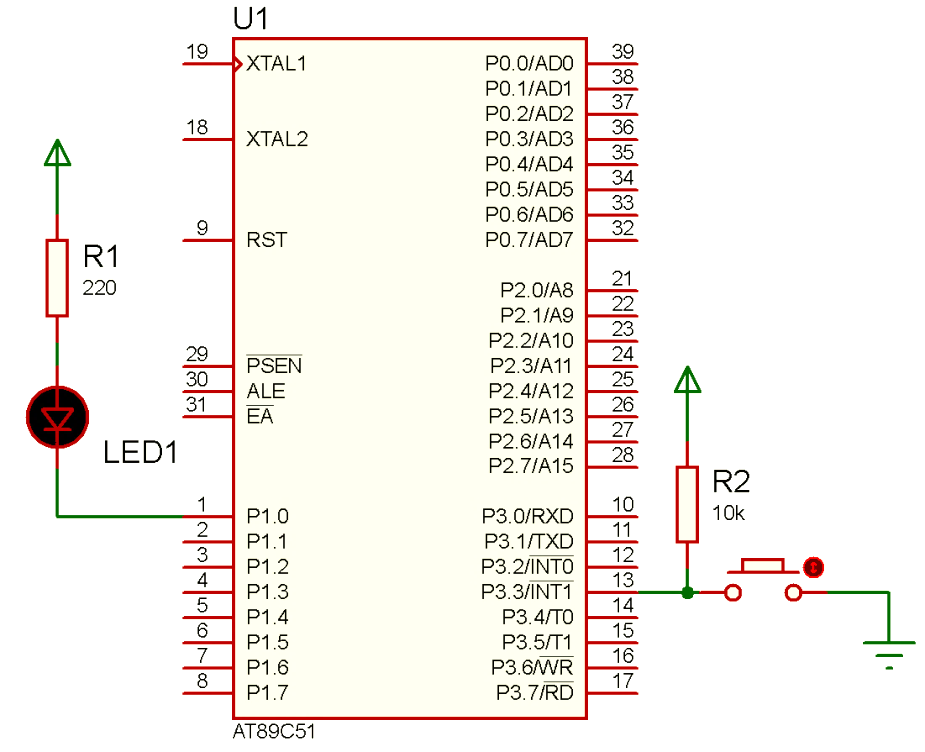 U1
19 XTAL1 P0.0/AD0 39
P0.1/AD1 38
P0.2/AD2 37
18 XTAL2 P0.3/AD3 36
P0.4/AD4 35
P0.5/AD5 34
P0.6/AD6 33
9 RST P0.7/AD7 32
R1
220
P2.0/A8 21
P2.1/A9 22
P2.2/A10 23
29 PSEN P2.3/A11 24
30 ALE P2.4/A12 25
31 EA P2.5/A13 26
P2.6/A14 27
P2.7/A15 28
LED1
R2
10k
1 P1.0 P3.0/RXD 10
2 P1.1 P3.1/TXD 11
3 P1.2 P3.2/INT0 12
4 P1.3 P3.3/INT1 13
5 P1.4 P3.4/T0 14
6 P1.5 P3.5/T1 15
7 P1.6 P3.6/WR 16
8 P1.7 P3.7/RD 17
AT89C51